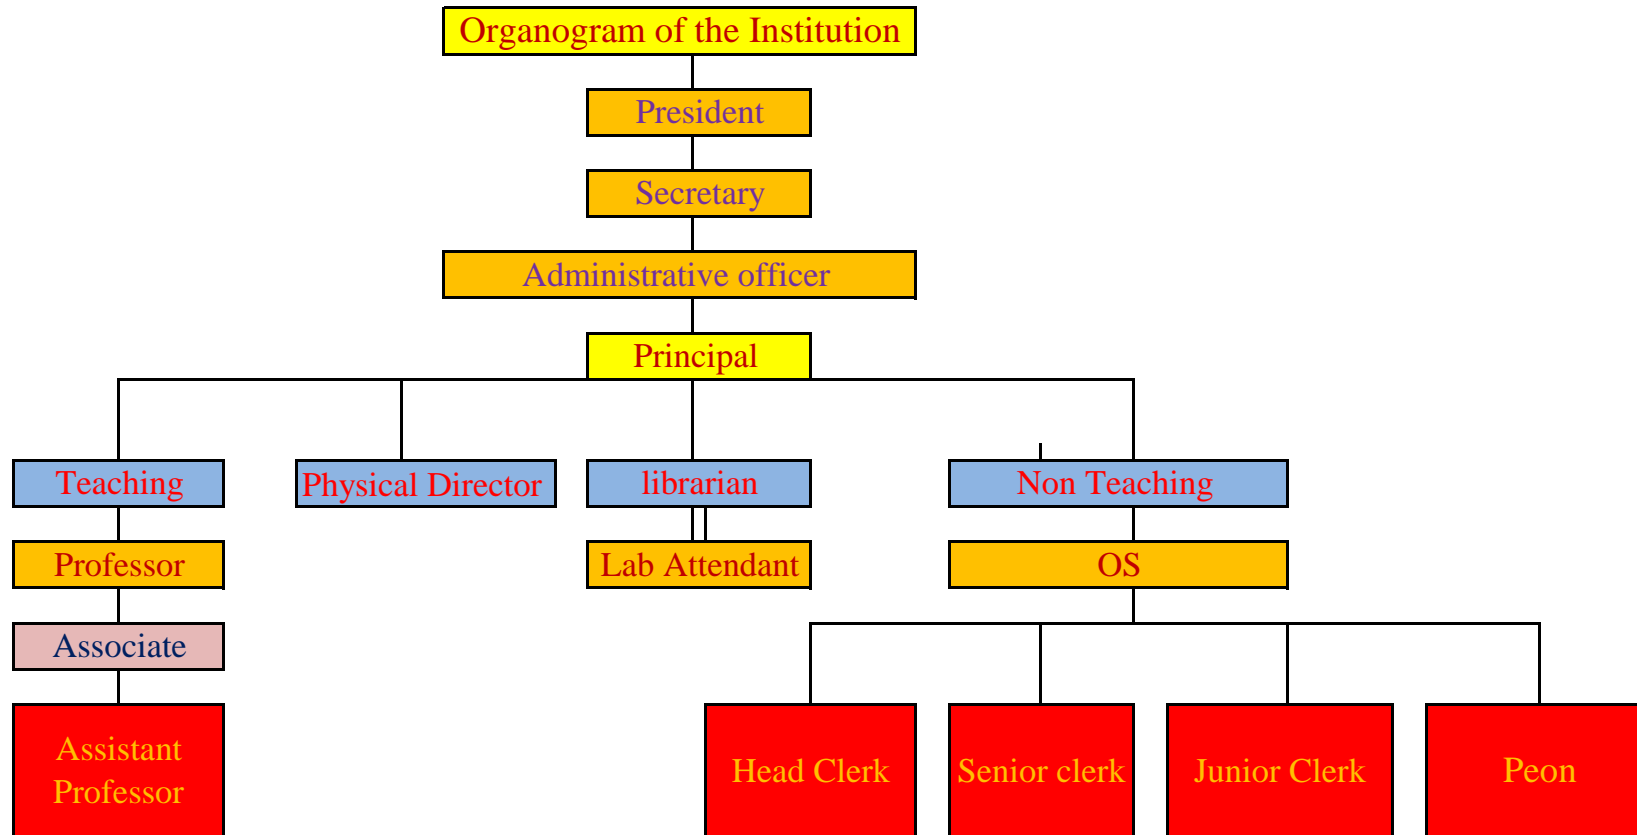 Organogram of the Institution
President
Secretary
Administrative officer
Principal
Teaching
Physical Director
librarian
Non Teaching
Professor
Lab Attendant
OS
Associate
Assistant
Professor
Head Clerk
Senior clerk
Junior Clerk
Peon